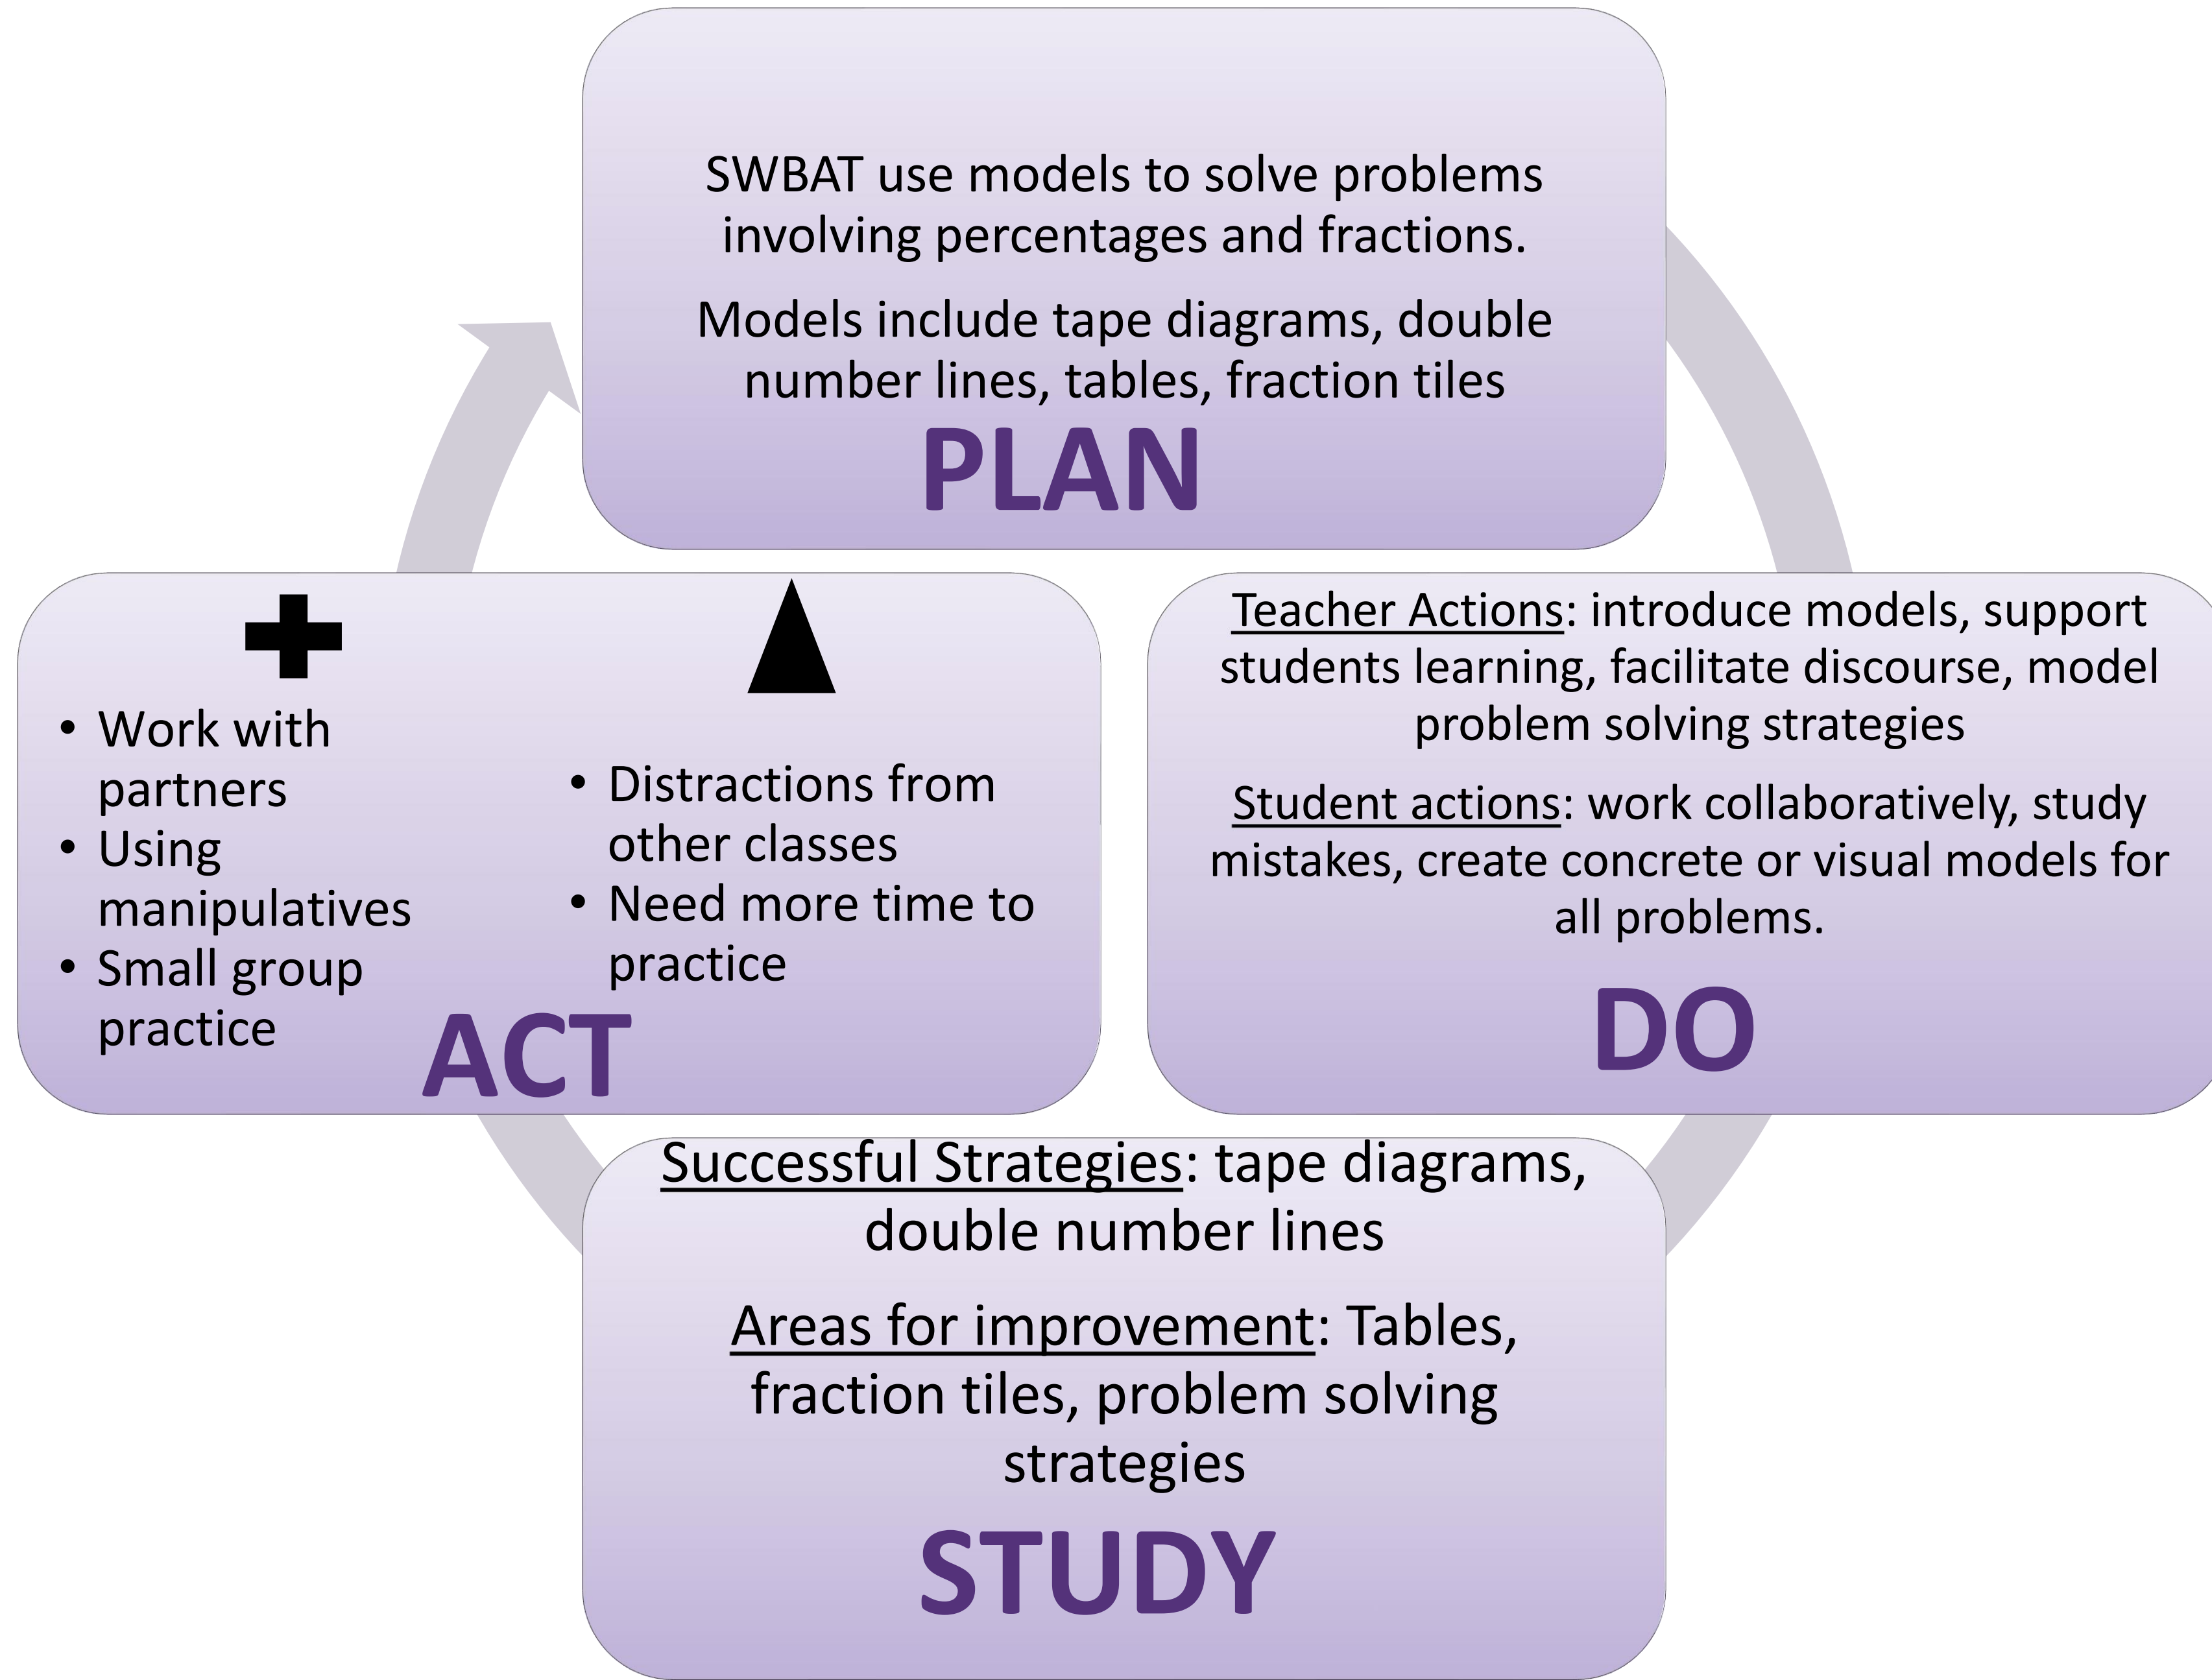 SWBAT use models to solve problems
involving percentages and fractions.
Models include tape diagrams, double
number lines, tables, fraction tiles
PLAN
Teacher Actions: introduce models, support
students learning, facilitate discourse, model
problem solving strategies
Student actions: work collaboratively, study
mistakes, create concrete or visual models for
all problems.
DO
Successful Strategies: tape diagrams,
double number lines
Areas for improvement: Tables,
fraction tiles, problem solving
strategies
STUDY
• Work with
partners
• Using
manipulatives
• Small group
practice
• Distractions from
other classes
• Need more time to
practice
ACT